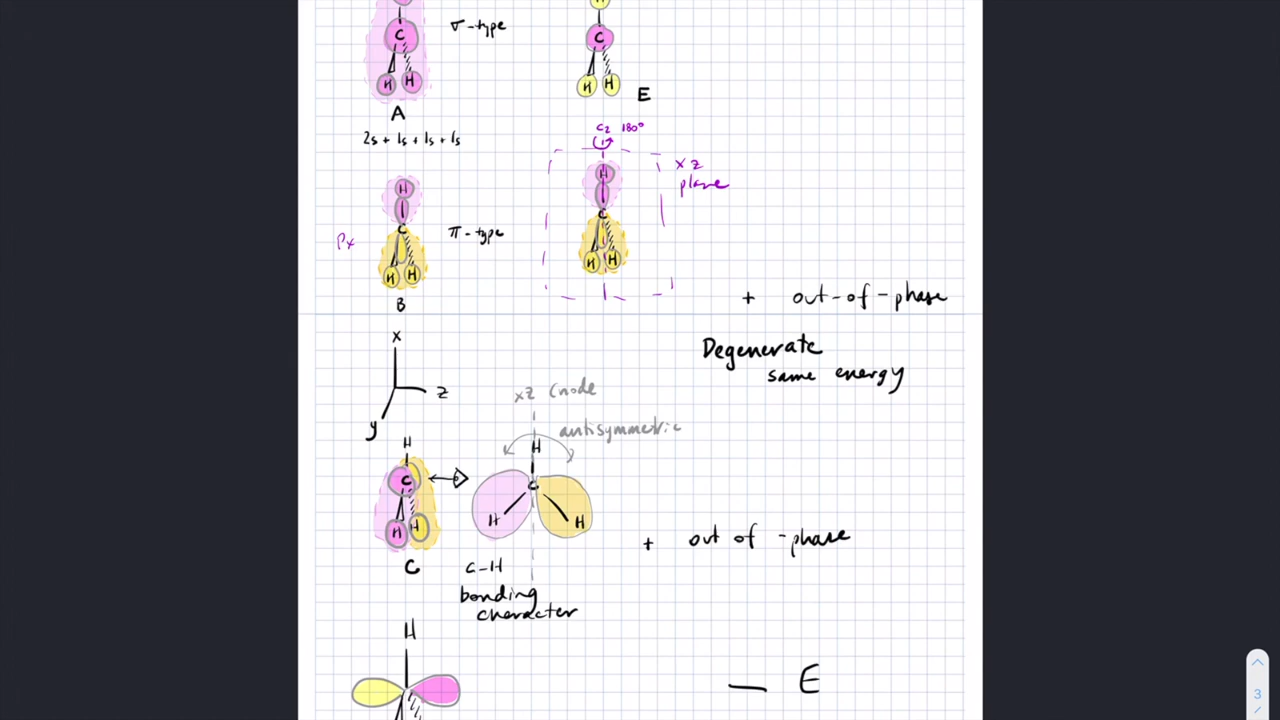 C
σ-type
C
H H
H H
A
E
2s + 1s + 1s + 1s
C2 180°
xz
plane
H
H
C
C
Px
π-type
H H
H H
B
+ out-of-phase
x
Degenerate
same energy
z
xz (node
y
antisymmetric
H
H
C
C
H H
H H
+ out of -phase
C
C-H
bonding
character
H
— E
3